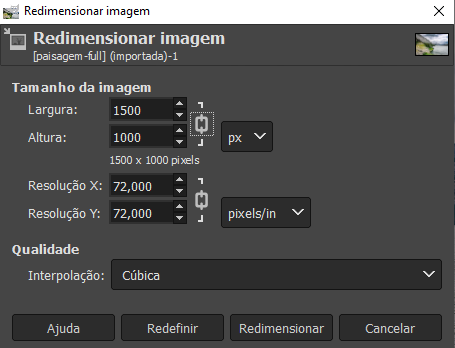 Redimensionar imagem
Redimensionar imagem
[paisagem-full] (importada)-1
Tamanho da imagem
Largura: 1500
Altura: 1000 px
1500 x 1000 pixels
Resolução X: 72,000
Resolução Y: 72,000 pixels/in
Qualidade
Interpolação: Cúbica
Ajuda Redefinir Redimensionar Cancelar